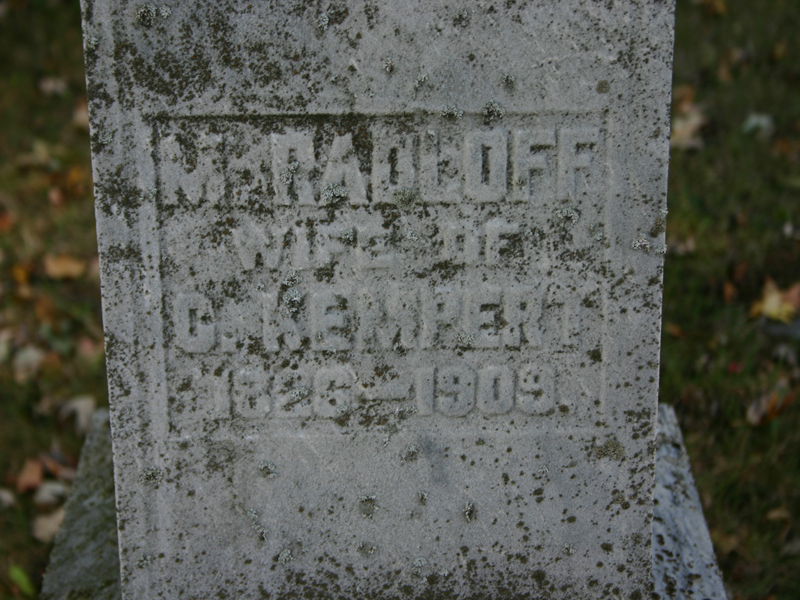 M. RADLOFF
WIFE OF
C. KEMPERT
1826-1909.